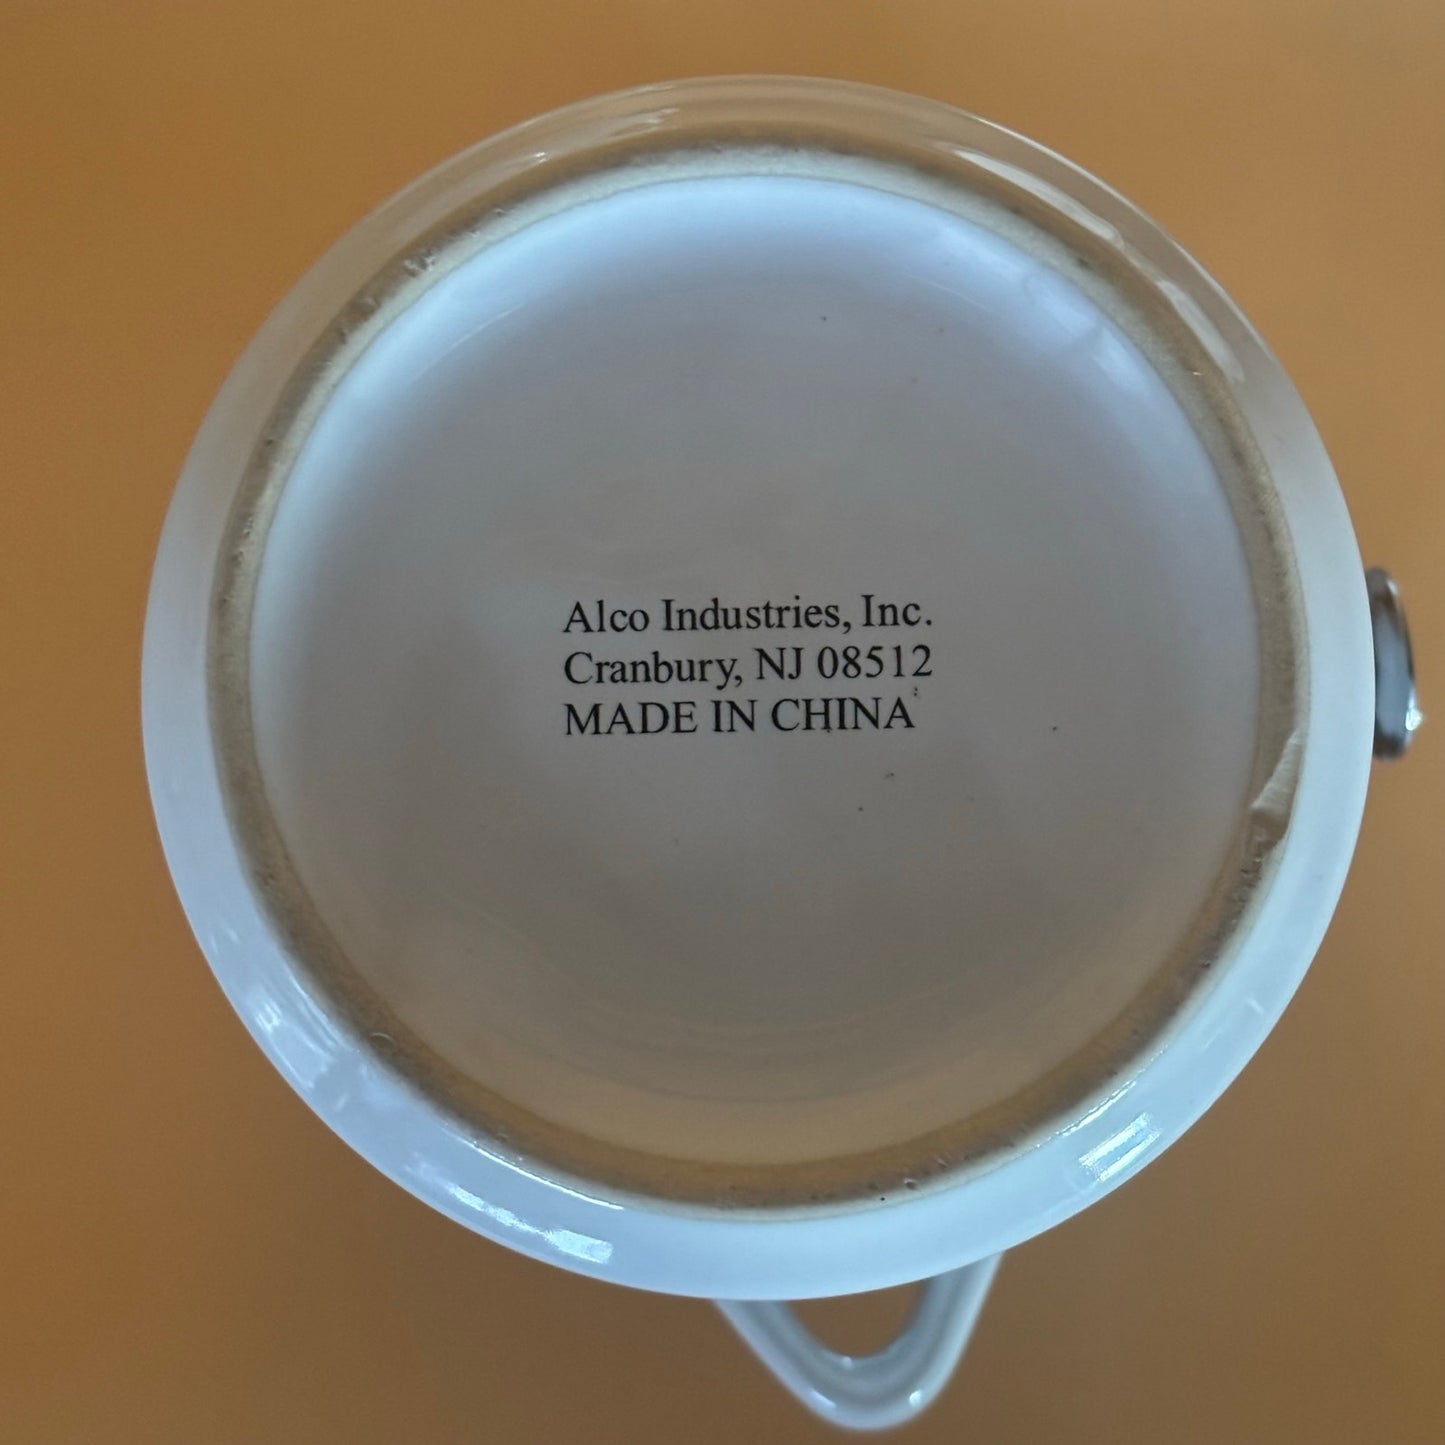 Alco Industries, Inc.
Cranbury, NJ 08512
MADE IN CHINA